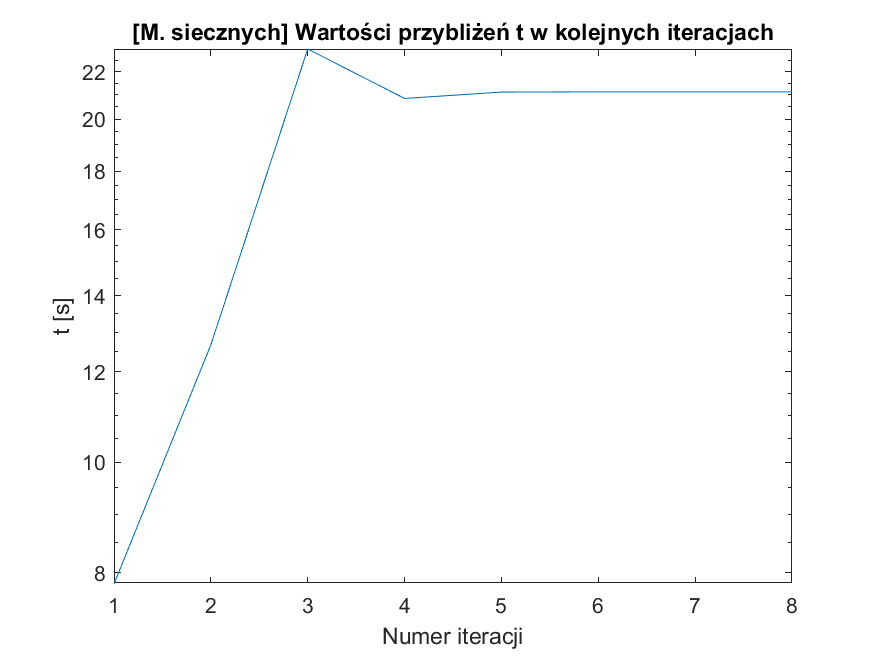 [M. siecznych] Wartości przybliżeń t w kolejnych iteracjach
22
20
18
16
14
12
10
8
t [s]
1 2 3 4 5 6 7 8
Numer iteracji